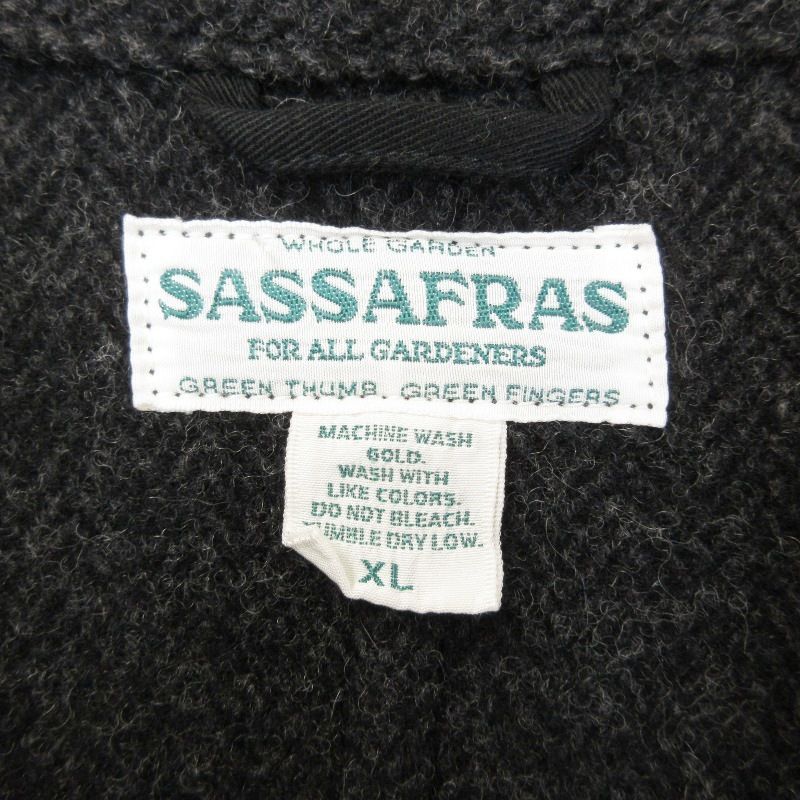 WHOLE GARDEN
SASSAFRAS
FOR ALL GARDENERS
GREEN THUMB GREEN FINGERS
MACHINE WASH
GOLD.
WASH WITH
LIKE COLORS.
DO NOT BLEACH.
TUMBLE DRY LOW.
XL